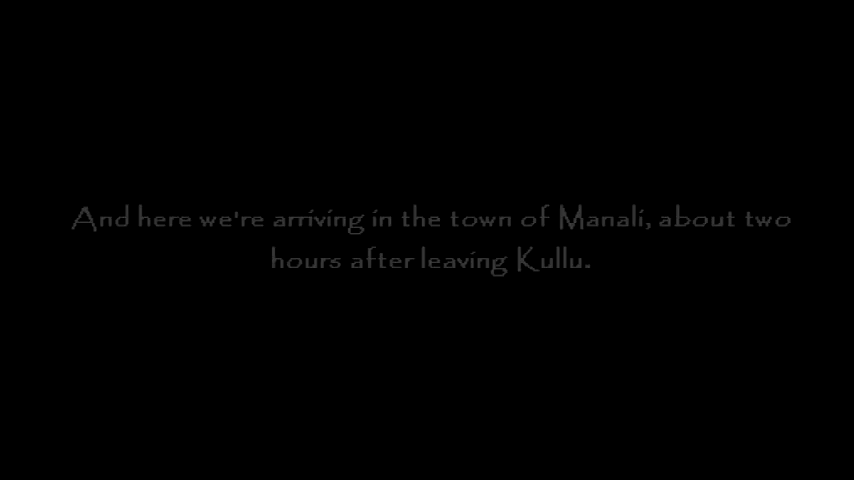 And here we're arriving in the town of Manali, about two
hours after leaving Kullu.